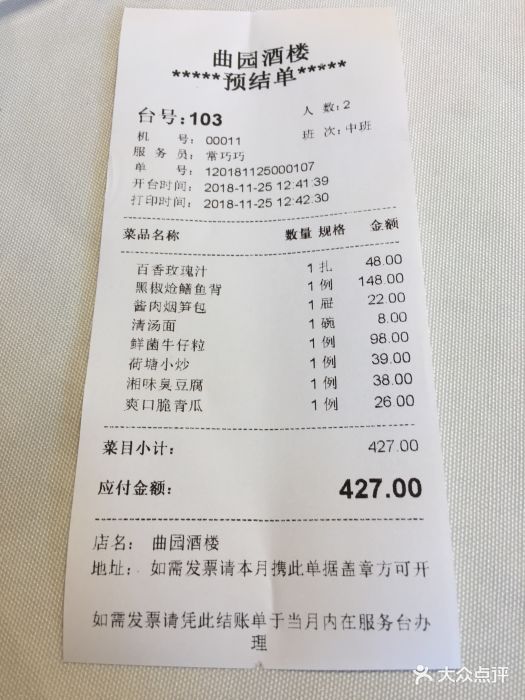 曲园酒楼
*****预结单*****
台号:103 人 数:2
机 号: 00011 班 次:中班
服 务 员: 常巧巧
单 号: 120181125000107
开台时间: 2018-11-25 12:41:39
打印时间: 2018-11-25 12:42:30
菜品名称 数量 规格 金额
百香玫瑰汁 1 扎 48.00
黑椒炝鳝鱼背 1 例 148.00
酱肉烟笋包 1 屉 22.00
清汤面 1 碗 8.00
鲜菌牛仔粒 1 例 98.00
荷塘小炒 1 例 39.00
湘味臭豆腐 1 例 38.00
爽口脆青瓜 1 例 26.00
菜目小计: 427.00
应付金额: 427.00
店名: 曲园酒楼
地址: 如需发票请本月携此单据盖章方可开
如需发票请凭此结账单于当月内在服务台办
理
大众点评